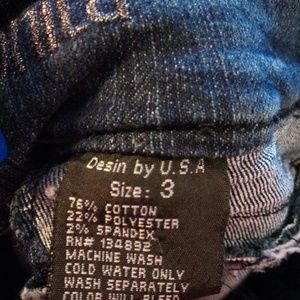 Desin by U.S.A
Size: 3
76% COTTON
22% POLYESTER
2% SPANDEX
RN# 134892
MACHINE WASH
COLD WATER ONLY
WASH SEPARATELY
COLOR WILL BLEED